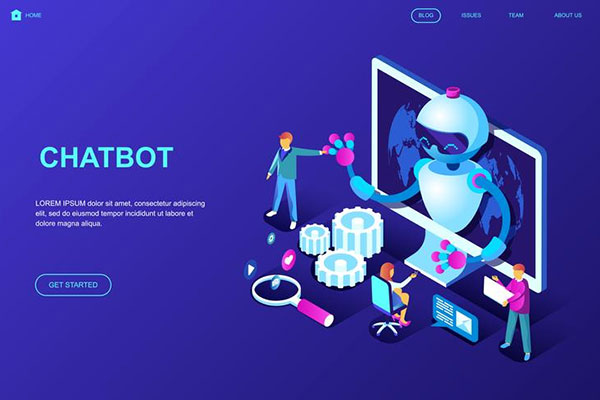 HOME
BLOG
ISSUES
TEAM
ABOUT US
CHATBOT
LOREM IPSUM dolor sit amet, consectetur adipiscing
elit, sed do eiusmod tempor incididunt ut labore et
dolore magna aliqua.
GET STARTED